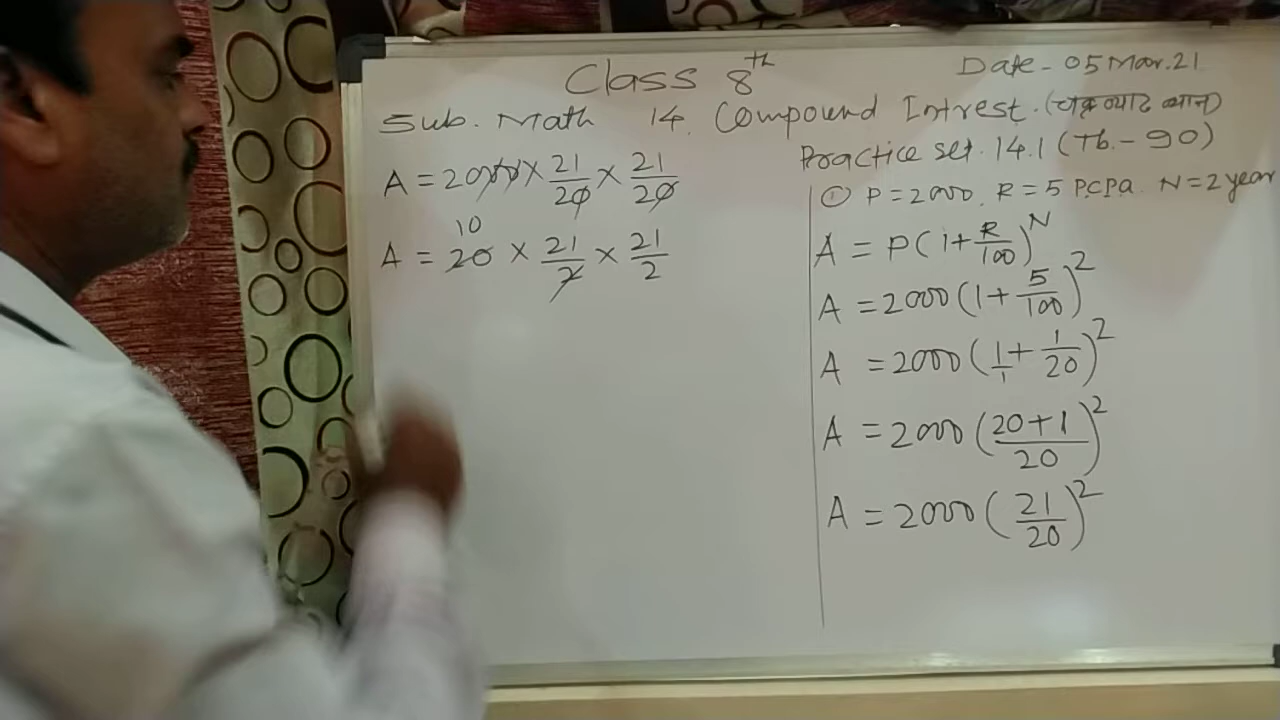 Class 8th
Date - 05 Mar. 21
Sub. Math 14. Compound Intrest. (चक्रवाढ व्याज)
Practice set. 14.1 (Tb. - 90)
① P = 2000. R = 5 P.C.P.a. N = 2 year
A = P(1 + R/100)^N
A = 2000 (1 + 5/100)^2
A = 2000 (1/1 + 1/20)^2
A = 2000 (20+1/20)^2
A = 2000 (21/20)^2
A = 2000 × 21/20 × 21/20
10
A = 20 × 21/2 × 21/2